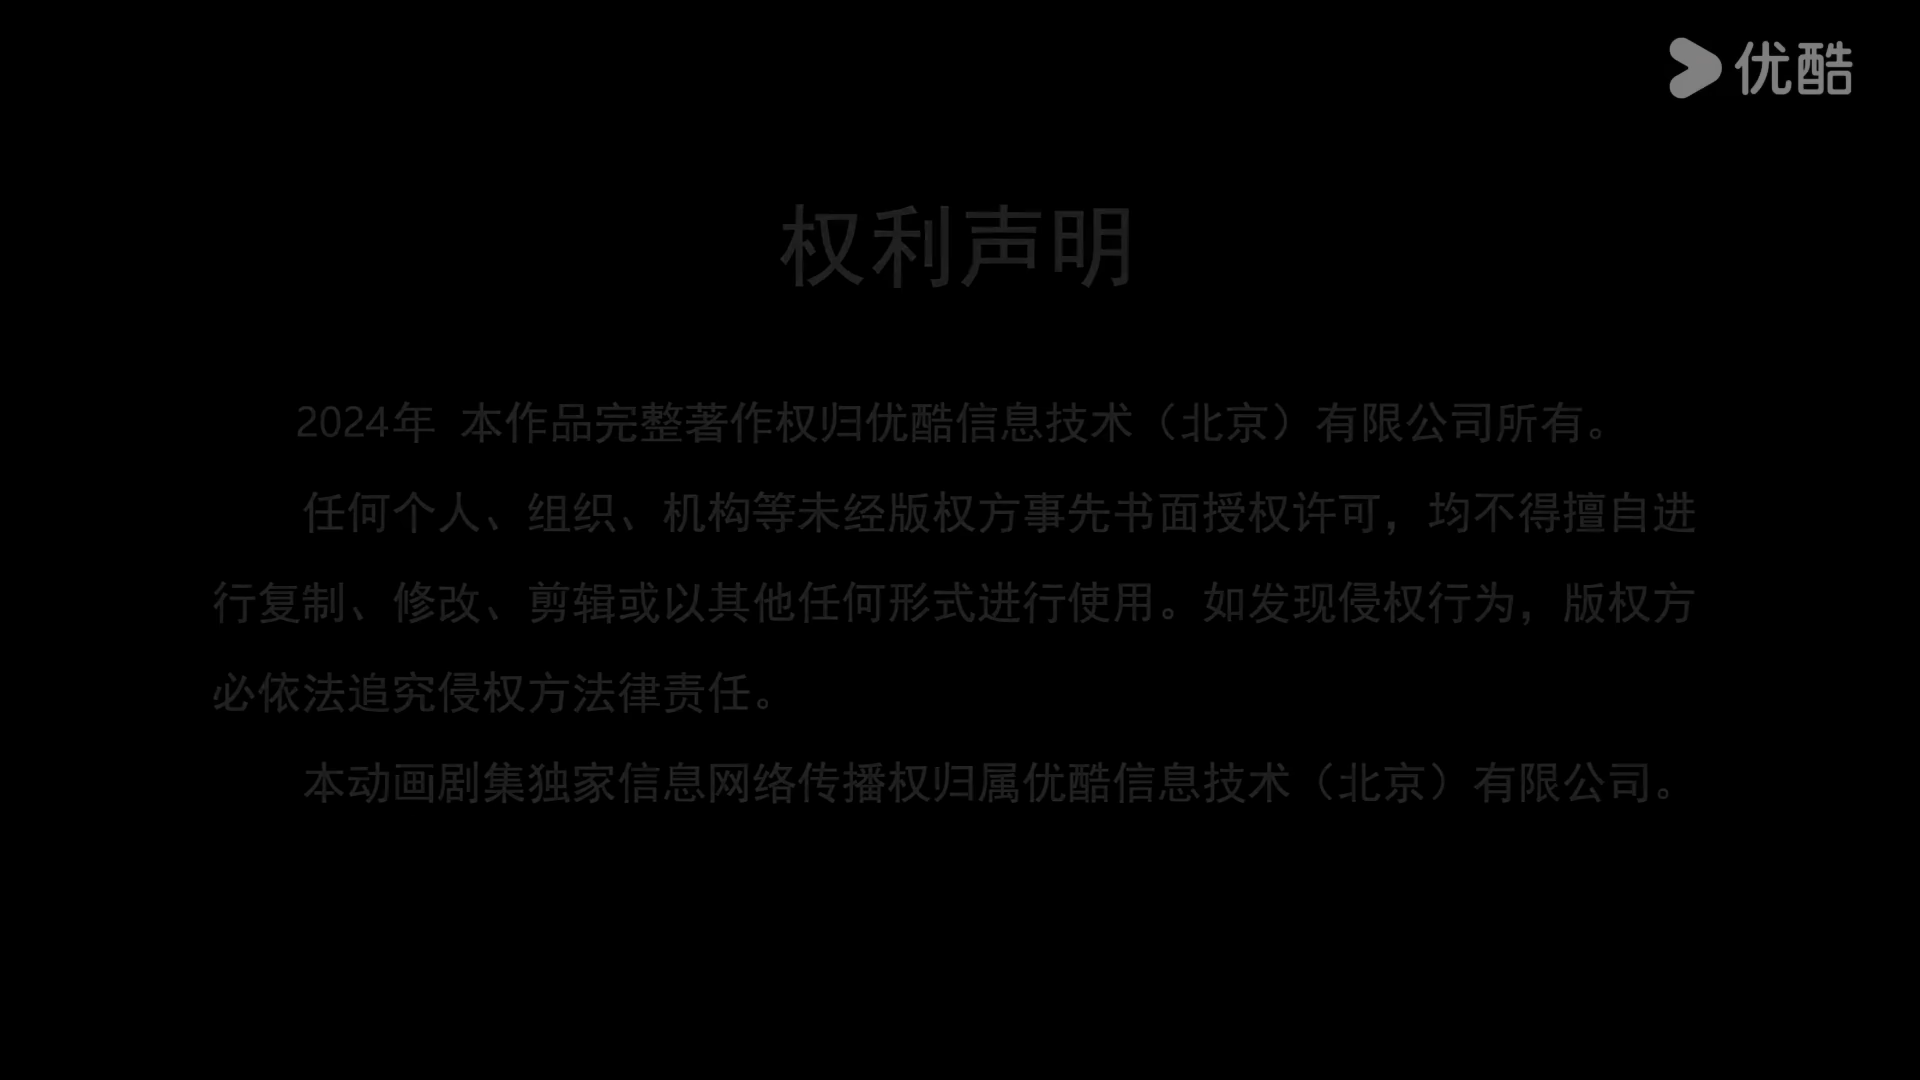 优酷
权利声明
2024年 本作品完整著作权归优酷信息技术（北京）有限公司所有。
任何个人、组织、机构等未经版权方事先书面授权许可，均不得擅自进
行复制、修改、剪辑或以其他任何形式进行使用。如发现侵权行为，版权方
必依法追究侵权方法律责任。
本动画剧集独家信息网络传播权归属优酷信息技术（北京）有限公司。